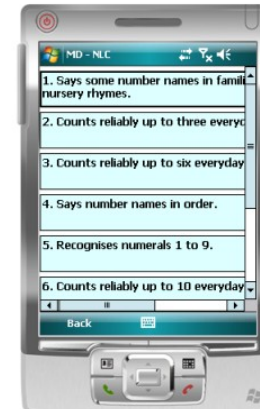 MD - NLC
1. Says some number names in famili
nursery rhymes.
2. Counts reliably up to three everyd
3. Counts reliably up to six everyday
4. Says number names in order.
5. Recognises numerals 1 to 9.
6. Counts reliably up to 10 everyday
Back